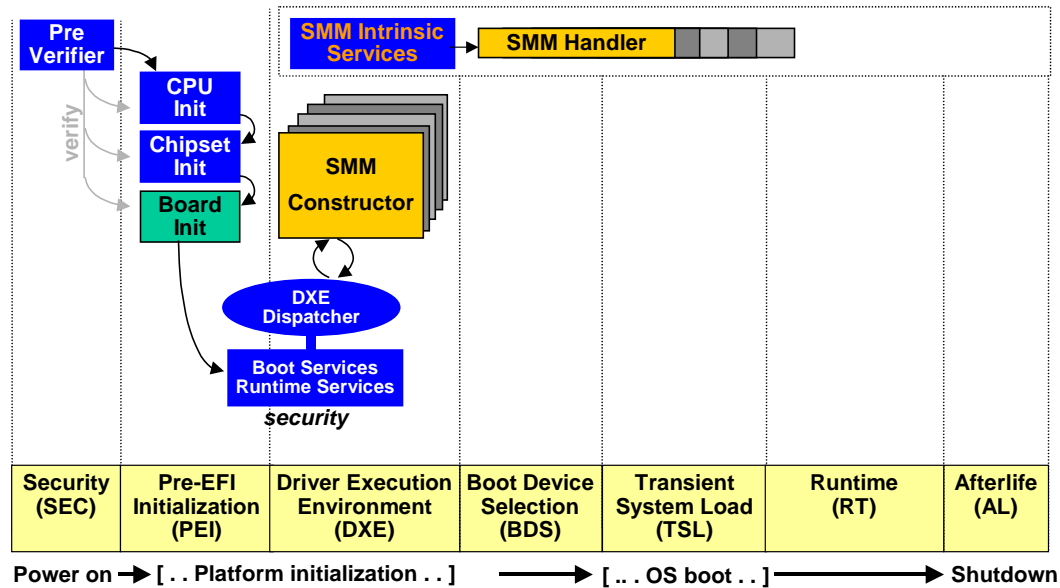 Pre
Verifier
SMM Intrinsic
Services
SMM Handler
CPU
Init
verify
Chipset
Init
Board
Init
SMM
Constructor
DXE
Dispatcher
Boot Services
Runtime Services
security
Security
(SEC)
Pre-EFI
Initialization
(PEI)
Driver Execution
Environment
(DXE)
Boot Device
Selection
(BDS)
Transient
System Load
(TSL)
Runtime
(RT)
Afterlife
(AL)
Power on [ . . Platform initialization . . ] [ ... . OS boot . . ] Shutdown